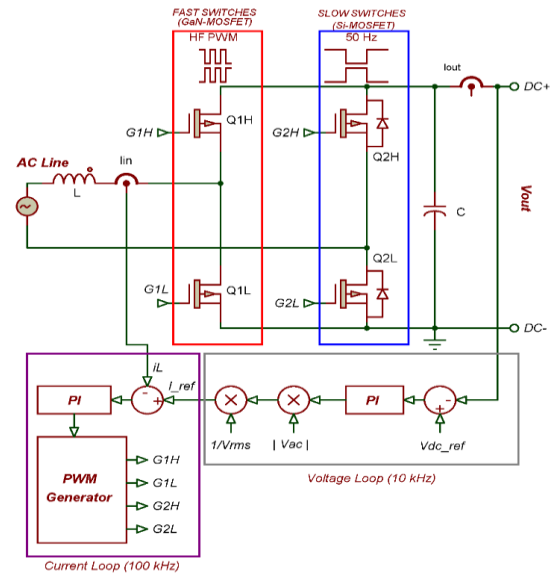 FAST SWITCHES
(GaN-MOSFET)
SLOW SWITCHES
(Si-MOSFET)
HF PWM
50 Hz
Iout
DC+
G1H
Q1H
G2H
Q2H
AC Line
Iin
L
Vout
C
G1L
Q1L
G2L
Q2L
DC-
iL
I_ref
PI
-
+
PI
-
+
1/Vrms
| Vac |
Vdc_ref
PWM
Generator
G1H
G1L
G2H
G2L
Voltage Loop (10 kHz)
Current Loop (100 kHz)